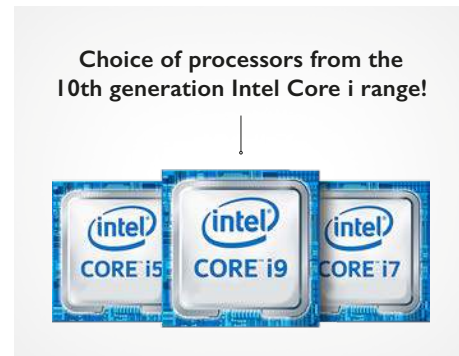 Choice of processors from the
10th generation Intel Core i range!
intel
CORE i5
intel
CORE i9
intel
CORE i7